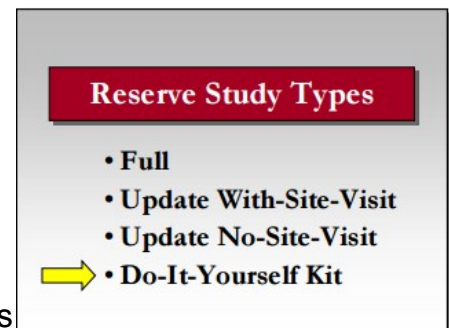 Reserve Study Types
• Full
• Update With-Site-Visit
• Update No-Site-Visit
• Do-It-Yourself Kit
s